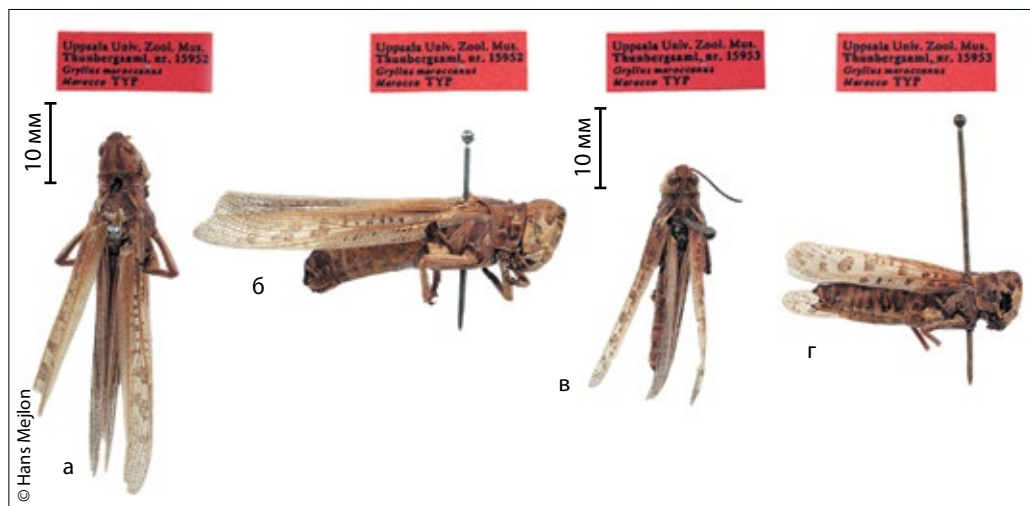 Uppsala Univ. Zool. Mus.
Thunbergsaml, nr. 15952
Gryllus maroccanus
Marocco TYP
Uppsala Univ. Zool. Mus.
Thunbergsaml, nr. 15952
Gryllus maroccanus
Marocco TYP
Uppsala Univ. Zool. Mus.
Thunbergsaml, nr. 15953
Gryllus maroccanus
Marocco TYP
Uppsala Univ. Zool. Mus.
Thunbergsaml, nr. 15953
Gryllus maroccanus
Marocco TYP
10 мм
10 мм
а
б
в
г
© Hans Mejlon